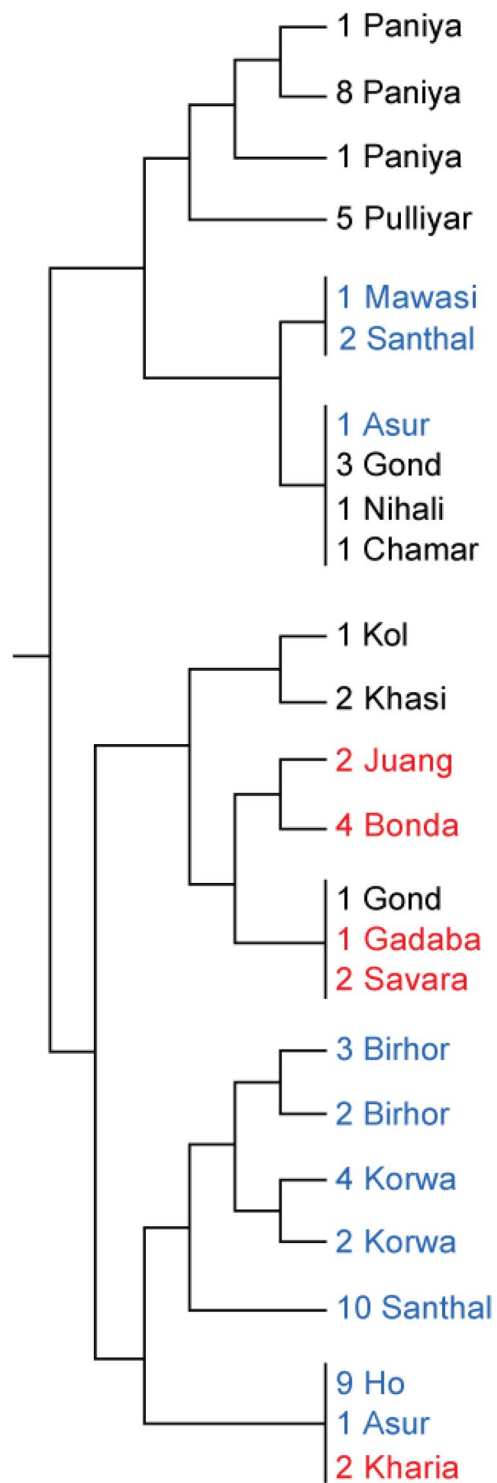 1 Paniya
8 Paniya
1 Paniya
5 Pulliyar
1 Mawasi
2 Santhal
1 Asur
3 Gond
1 Nihali
1 Chamar
1 Kol
2 Khasi
2 Juang
4 Bonda
1 Gond
1 Gadaba
2 Savara
3 Birhor
2 Birhor
4 Korwa
2 Korwa
10 Santhal
9 Ho
1 Asur
2 Kharia